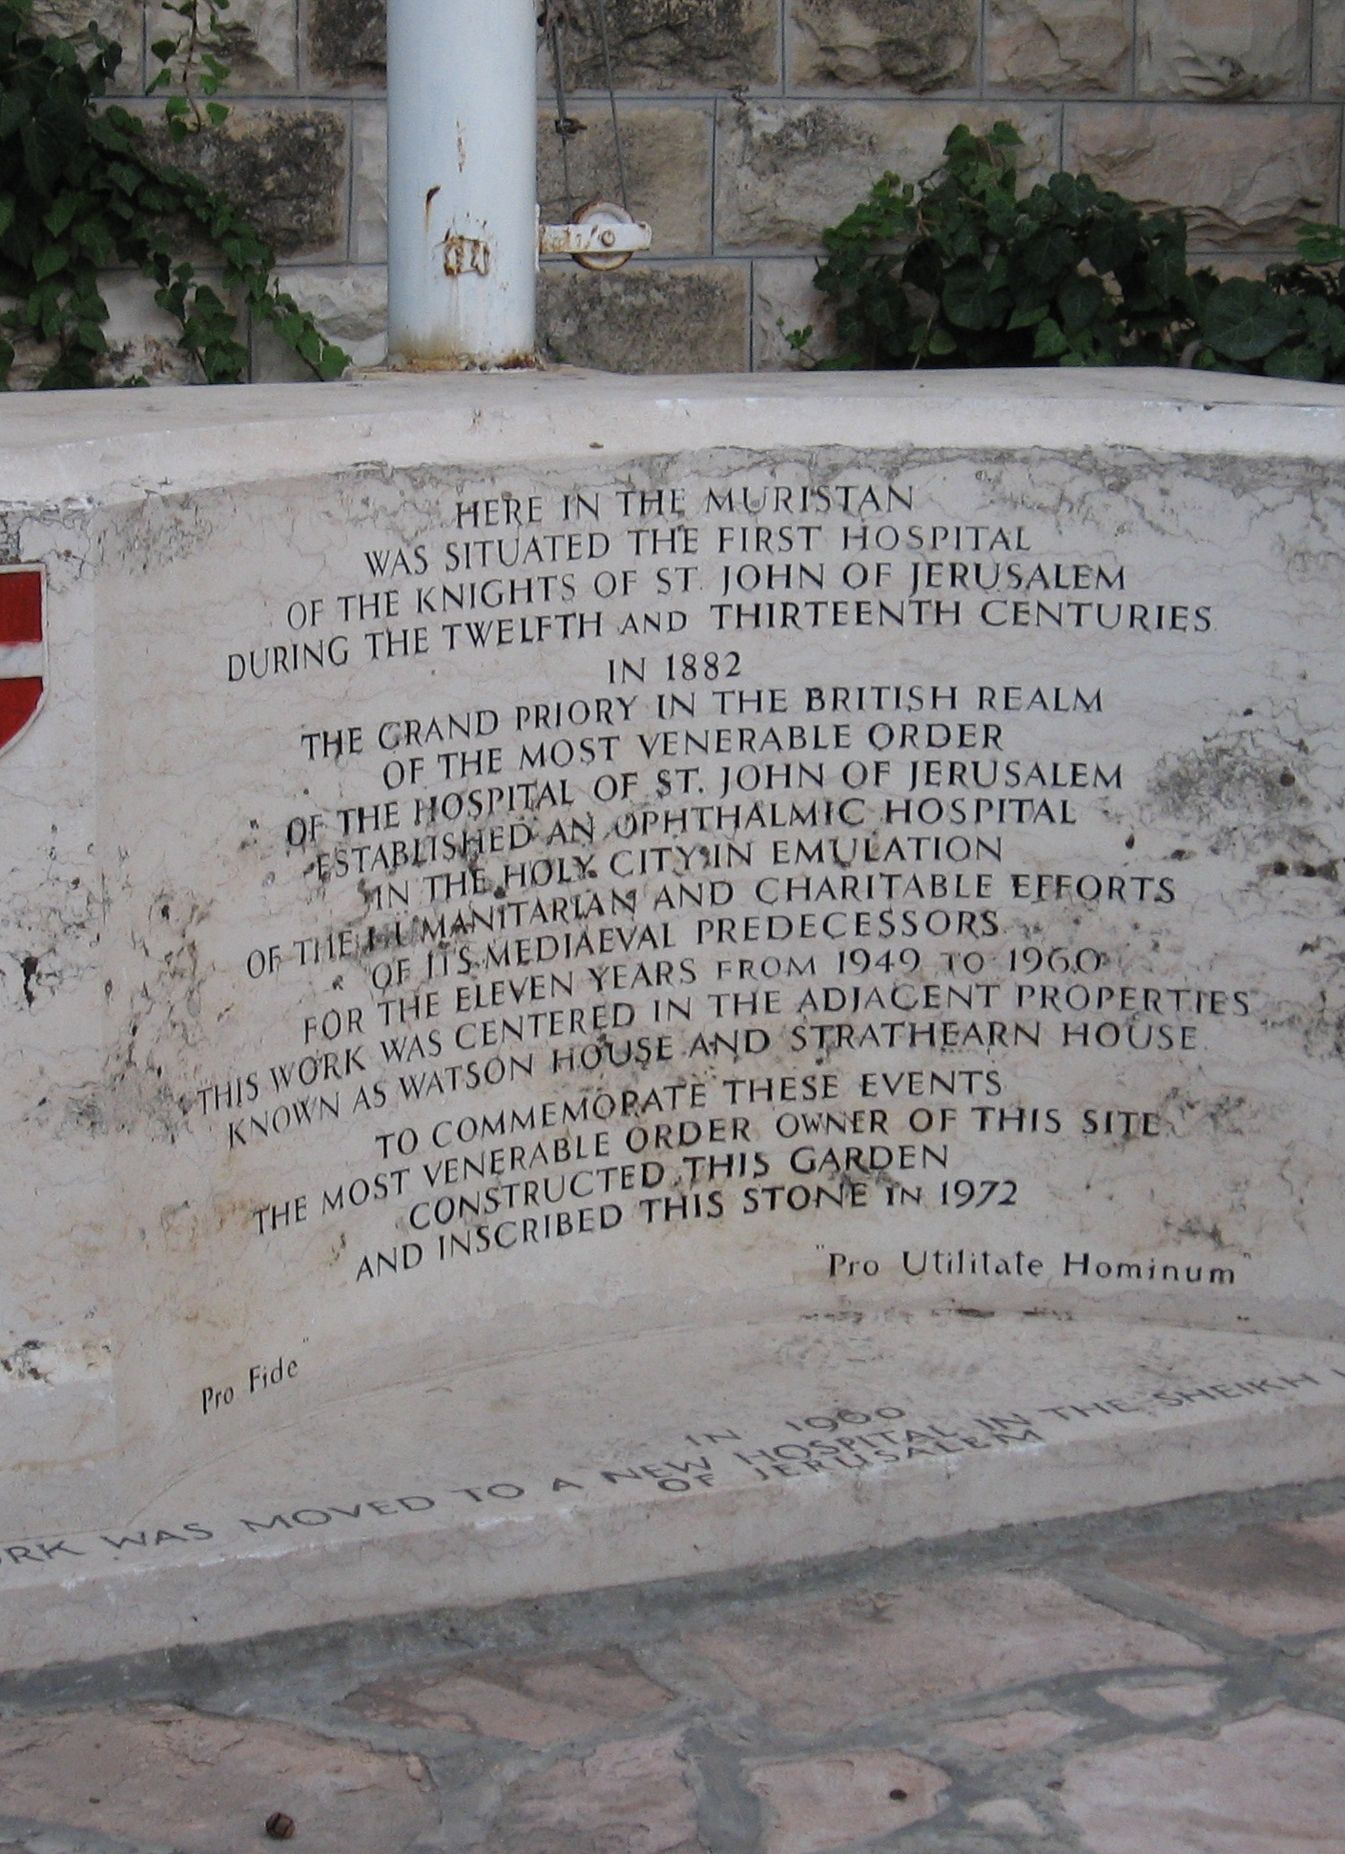 HERE IN THE MURISTAN
WAS SITUATED THE FIRST HOSPITAL
OF THE KNIGHTS OF ST. JOHN OF JERUSALEM
DURING THE TWELFTH AND THIRTEENTH CENTURIES
IN 1882
THE GRAND PRIORY IN THE BRITISH REALM
OF THE MOST VENERABLE ORDER
OF THE HOSPITAL OF ST. JOHN OF JERUSALEM
ESTABLISHED AN OPHTHALMIC HOSPITAL
IN THE HOLY CITY IN EMULATION
OF THE HUMANITARIAN AND CHARITABLE EFFORTS
OF ITS MEDIAEVAL PREDECESSORS
FOR THE ELEVEN YEARS FROM 1949 TO 1960
THIS WORK WAS CENTERED IN THE ADJACENT PROPERTIES
KNOWN AS WATSON HOUSE AND STRATHEARN HOUSE
TO COMMEMORATE THESE EVENTS
THE MOST VENERABLE ORDER OWNER OF THIS SITE
CONSTRUCTED THIS GARDEN
AND INSCRIBED THIS STONE IN 1972
"Pro Utilitate Hominum"
Pro Fide"
IN 1960
ORK WAS MOVED TO A NEW HOSPITAL IN THE SHEIKH
OF JERUSALEM